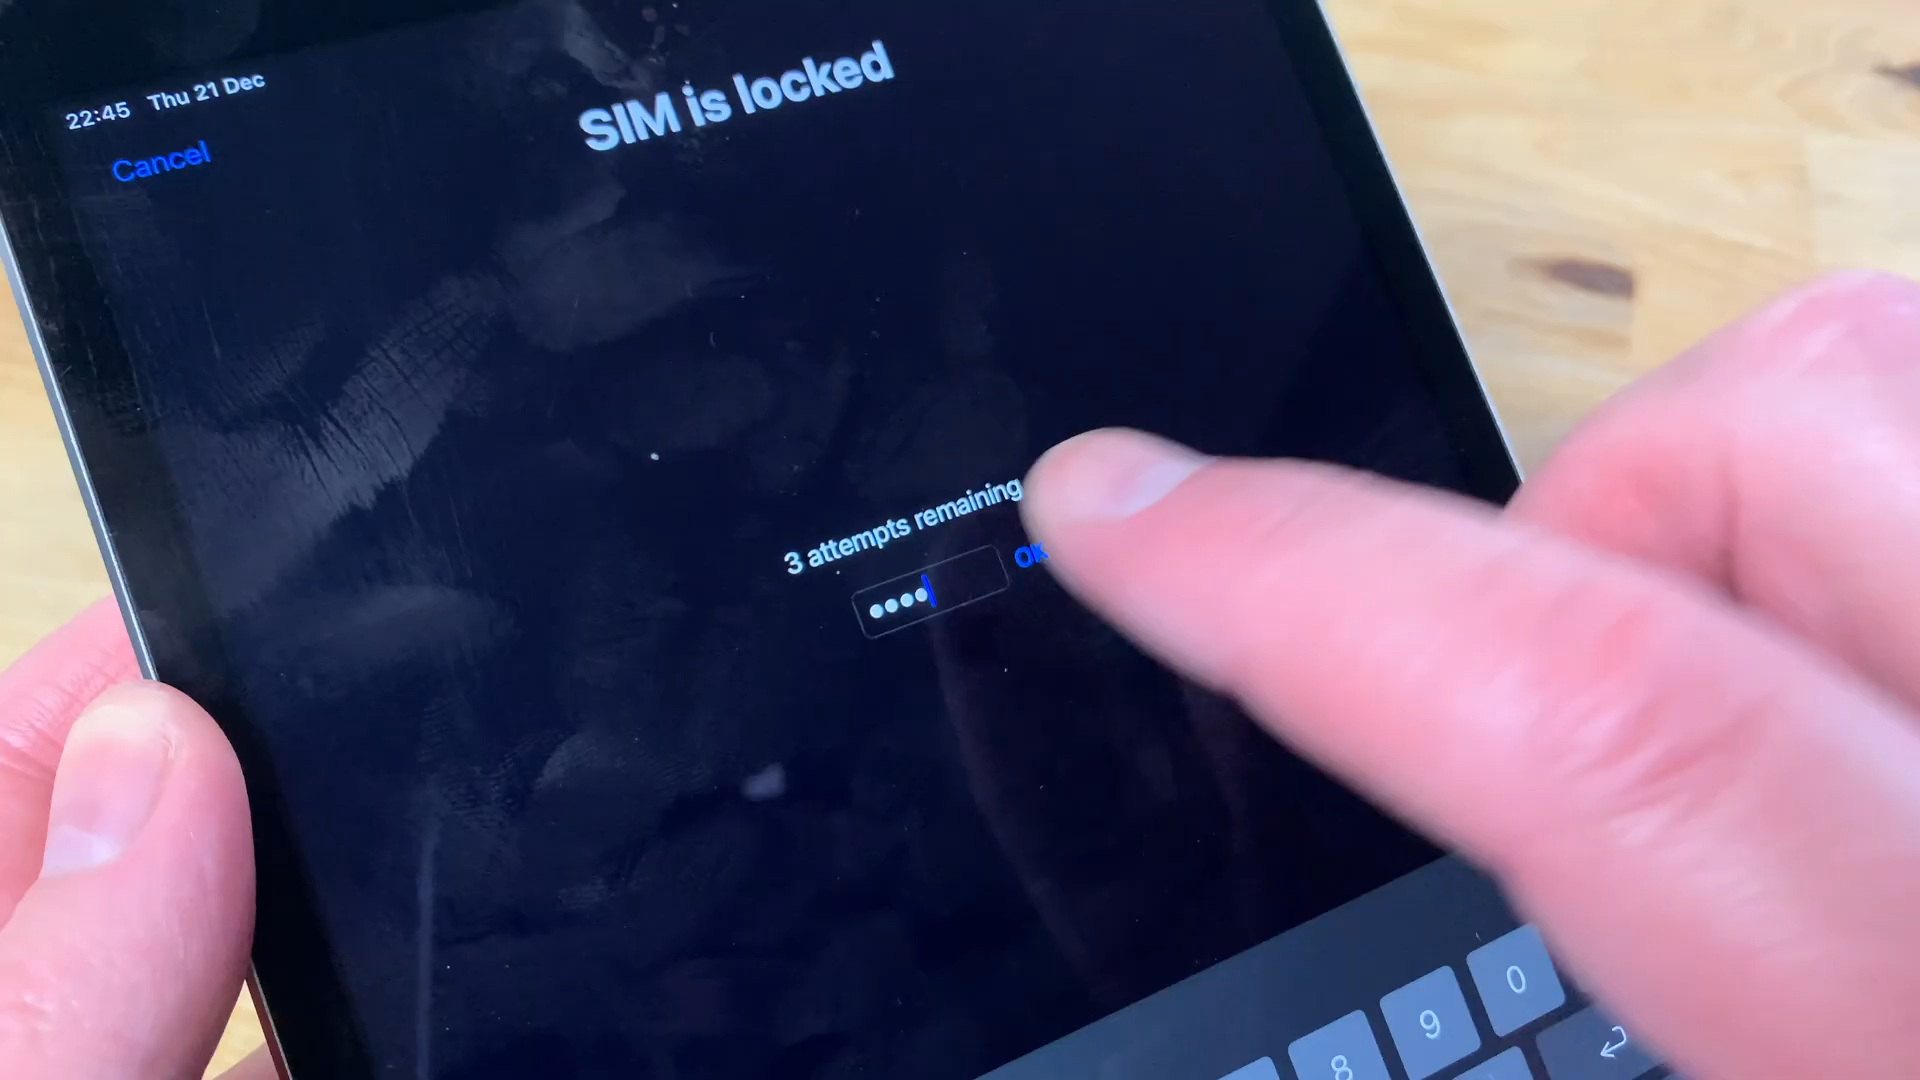 22:45 Thu 21 Dec
SIM is locked
Cancel
3 attempts remaining
OK
8 9 0